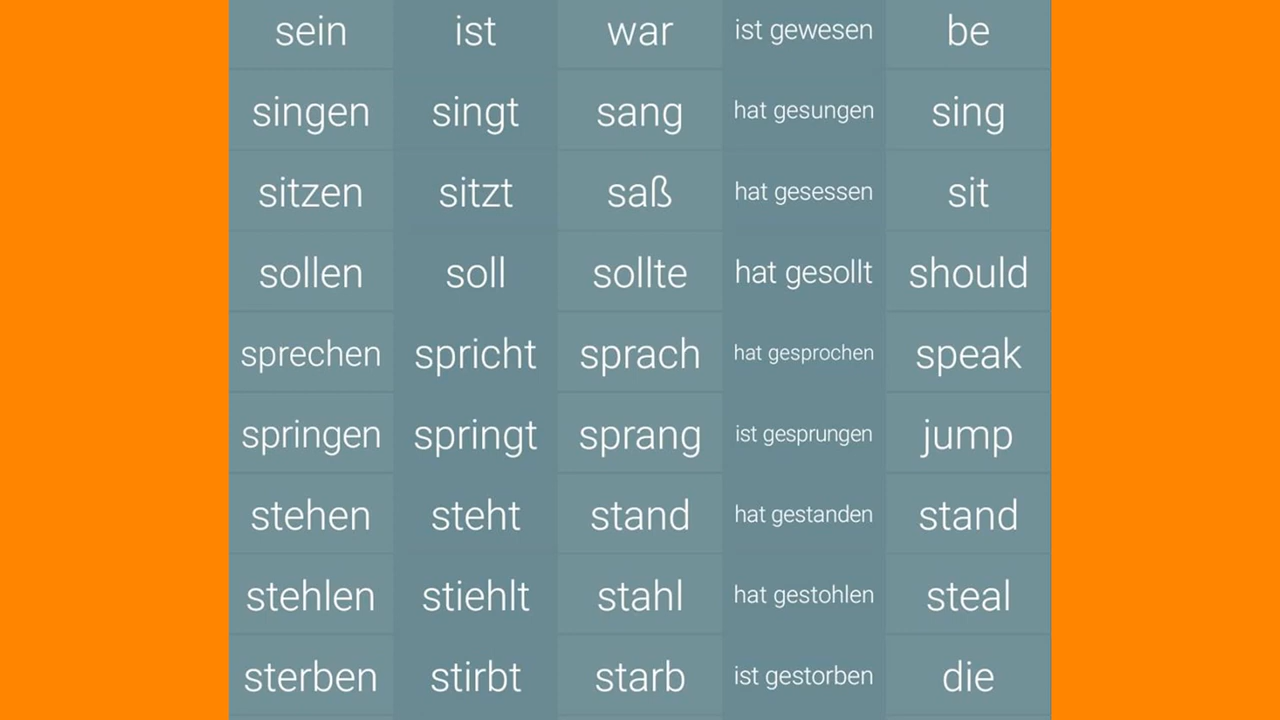 sein ist war ist gewesen be
singen singt sang hat gesungen sing
sitzen sitzt saß hat gesessen sit
sollen soll sollte hat gesollt should
sprechen spricht sprach hat gesprochen speak
springen springt sprang ist gesprungen jump
stehen steht stand hat gestanden stand
stehlen stiehlt stahl hat gestohlen steal
sterben stirbt starb ist gestorben die